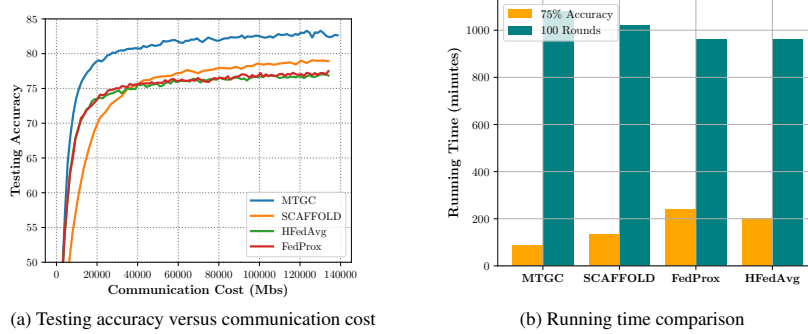 85
80
75
70
65
60
55
50
Testing Accuracy
0 20000 40000 60000 80000 100000 120000 140000
Communication Cost (Mbs)
MTGC
SCAFFOLD
HFedAvg
FedProx
(a) Testing accuracy versus communication cost
1000
800
600
400
200
0
Running Time (minutes)
75% Accuracy
100 Rounds
MTGC SCAFFOLD FedProx HFedAvg
(b) Running time comparison